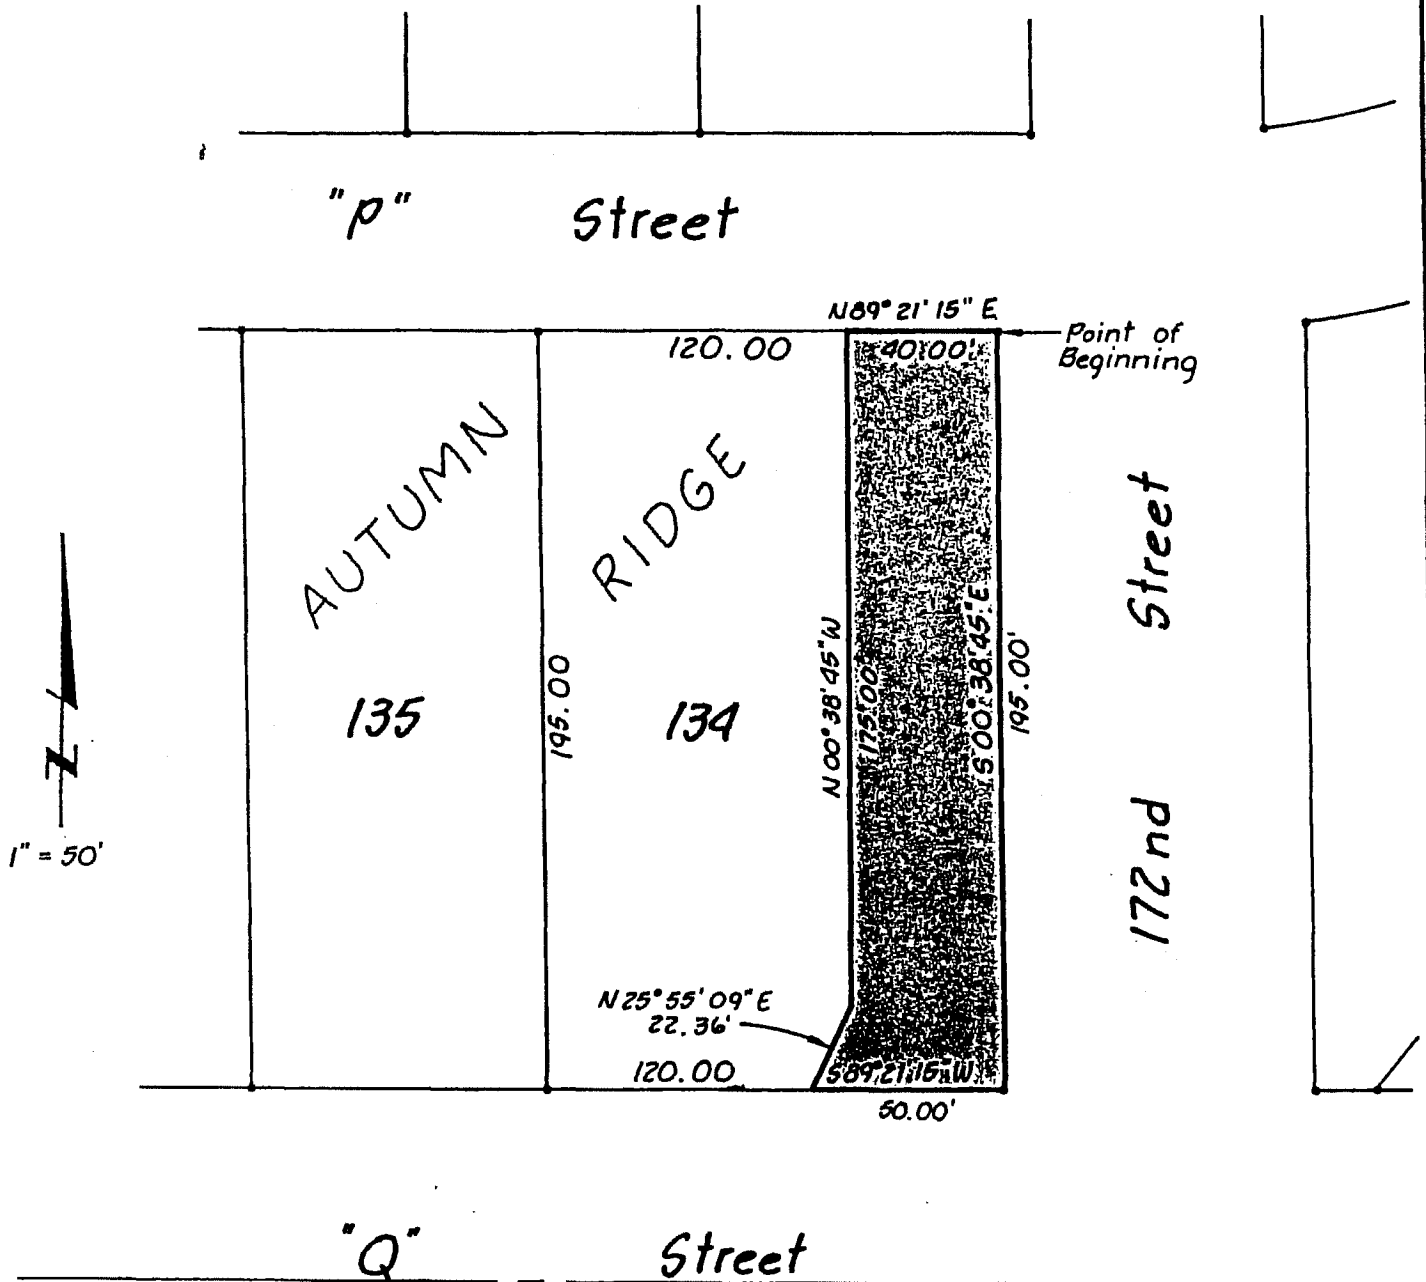 "P" Street
N89° 21' 15" E
120.00
40.00'
Point of
Beginning
AUTUMN
RIDGE
172nd Street
N 00° 38' 45" W
175.00'
S 00° 38' 45" E
195.00'
195.00
135
134
N
1" = 50'
N 25° 55' 09" E
22.36'
120.00
S 89° 21' 15" W
50.00'
"Q" Street